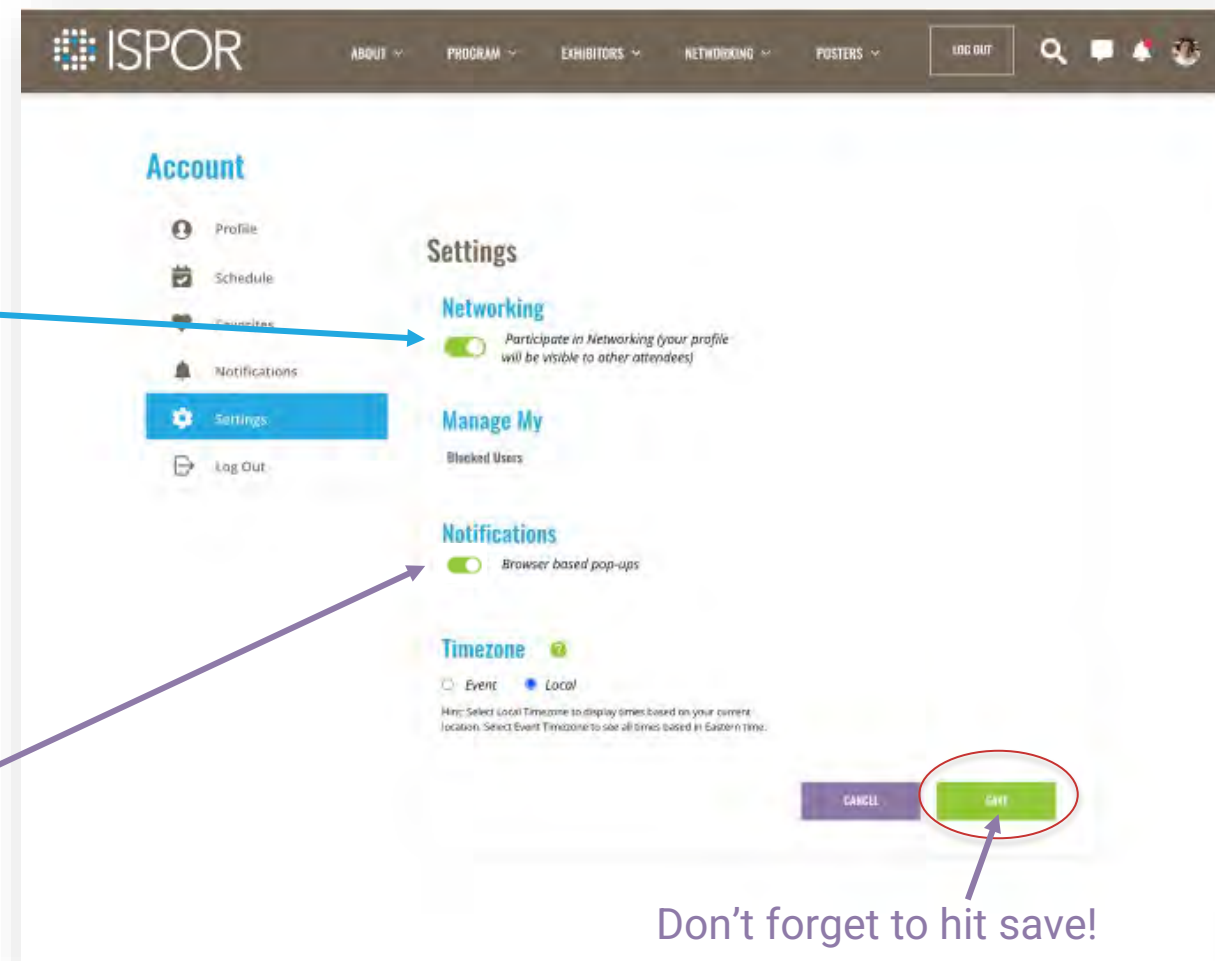 ISPOR
ABOUT
PROGRAM
EXHIBITORS
NETWORKING
POSTERS
LOG OUT
Account
Profile
Schedule
Favorites
Notifications
Settings
Log Out
Settings
Networking
Participate in Networking (your profile
will be visible to other attendees)
Manage My
Blocked Users
Notifications
Browser based pop-ups
Timezone ?
Event Local
Hint: Select Local Timezone to display times based on your current
location. Select Event Timezone to see all times based in Eastern time.
CANCEL
SAVE
Don't forget to hit save!